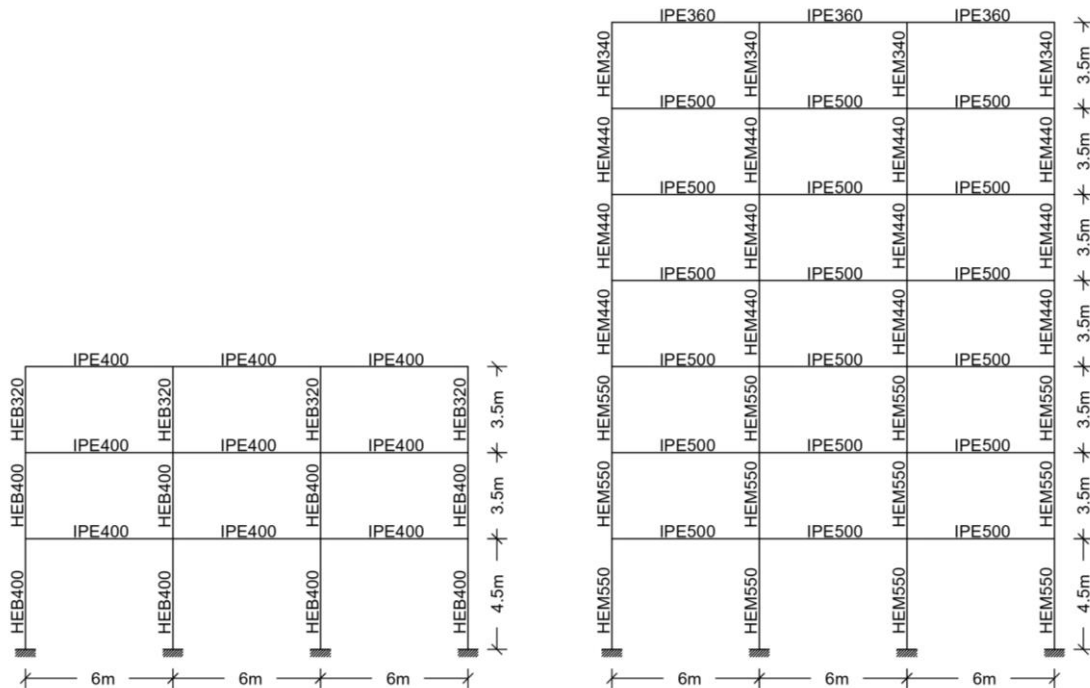 IPE360 IPE360 IPE360
HEM340 HEM340 HEM340 HEM340 3.5m
IPE500 IPE500 IPE500
HEM440 HEM440 HEM440 HEM440 3.5m
IPE500 IPE500 IPE500
HEM440 HEM440 HEM440 HEM440 3.5m
IPE500 IPE500 IPE500
HEM440 HEM440 HEM440 HEM440 3.5m
IPE400 IPE400 IPE400 IPE500 IPE500 IPE500
HEB320 HEB320 HEB320 HEB320 3.5m HEM550 HEM550 HEM550 HEM550 3.5m
IPE400 IPE400 IPE400 IPE500 IPE500 IPE500
HEB400 HEB400 HEB400 HEB400 3.5m HEM550 HEM550 HEM550 HEM550 3.5m
IPE400 IPE400 IPE400 IPE500 IPE500 IPE500
HEB400 HEB400 HEB400 HEB400 4.5m HEM550 HEM550 HEM550 HEM550 4.5m
6m 6m 6m 6m 6m 6m